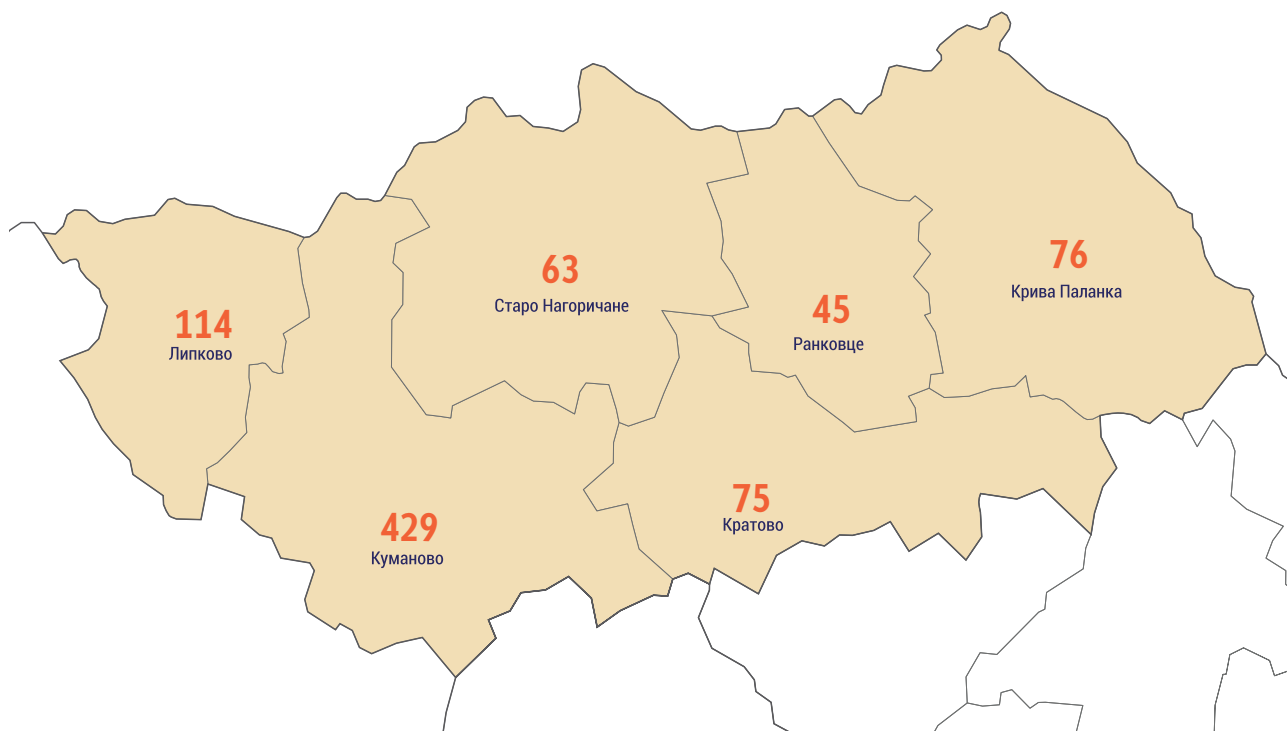 76
Крива Паланка
63
Старо Нагоричане
45
Ранковце
114
Липково
75
Кратово
429
Куманово